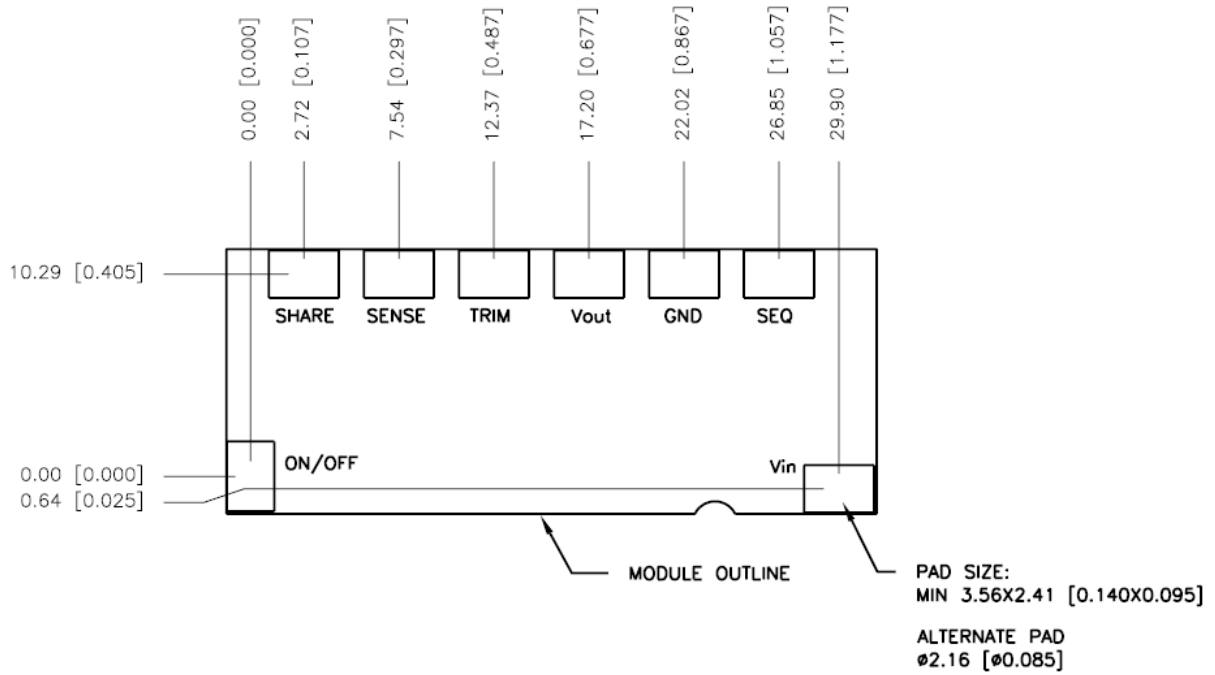 0.00 [0.000]
2.72 [0.107]
7.54 [0.297]
12.37 [0.487]
17.20 [0.677]
22.02 [0.867]
26.85 [1.057]
29.90 [1.177]
10.29 [0.405]
SHARE
SENSE
TRIM
Vout
GND
SEQ
ON/OFF
Vin
0.00 [0.000]
0.64 [0.025]
MODULE OUTLINE
PAD SIZE:
MIN 3.56X2.41 [0.140X0.095]
ALTERNATE PAD
ø2.16 [ø0.085]